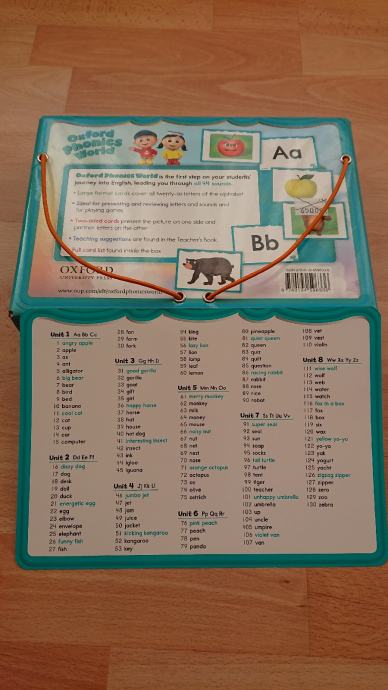 Oxford
Phonics
World
Aa
Oxford Phonics World is the first step on your students'
journey into English, leading you through all 44 sounds.
• Large format cards cover all twenty-six letters of the alphabet
• Ideal for presenting and reviewing letters and sounds and
for playing games
• Two-sided cards present the picture on one side and
partner letters on the other
• Teaching suggestions are found in the Teacher's Book
Full card list found inside the box
Bb
OXFORD
UNIVERSITY PRESS
www.oup.com/elt/oxfordphonicsworld
Unit 1 Aa Bb Cc
1 angry apple
2 apple
3 ax
4 ant
5 alligator
6 big bear
7 bear
8 bird
9 bed
10 banana
11 cool cat
12 cat
13 cup
14 car
15 computer
Unit 2 Dd Ee Ff
16 dizzy dog
17 dog
18 desk
19 doll
20 duck
21 energetic egg
22 egg
23 elbow
24 envelope
25 elephant
26 funny fish
27 fish
28 fan
29 farm
30 fork
Unit 3 Gg Hh Ii
31 good gorilla
32 gorilla
33 goat
34 gift
35 girl
36 happy horse
37 horse
38 hat
39 house
40 hot dog
41 interesting insect
42 insect
43 ink
44 igloo
45 iguana
Unit 4 Jj Kk Ll
46 jumbo jet
47 jet
48 jam
49 juice
50 jacket
51 kicking kangaroo
52 kangaroo
53 key
54 king
55 kite
56 lazy lion
57 lion
58 lamp
59 leaf
60 lemon
Unit 5 Mm Nn Oo
61 merry monkey
62 monkey
63 milk
64 money
65 mouse
66 noisy nut
67 nut
68 net
69 nest
70 nose
71 orange octopus
72 octopus
73 ox
74 olive
75 ostrich
Unit 6 Pp Qq Rr
76 pink peach
77 peach
78 pen
79 panda
80 pineapple
81 quiet queen
82 queen
83 quiz
84 quilt
85 question
86 racing rabbit
87 rabbit
88 rose
89 rice
90 robot
Unit 7 Ss Tt Uu Vv
91 super seal
92 seal
93 sun
94 soap
95 socks
96 tall turtle
97 turtle
98 tent
99 tiger
100 teacher
101 unhappy umbrella
102 umbrella
103 up
104 uncle
105 umpire
106 violet van
107 van
108 vet
109 vest
110 violin
Unit 8 Ww Xx Yy Zz
111 wise wolf
112 wolf
113 web
114 water
115 watch
116 fox in a box
117 fox
118 box
119 six
120 wax
121 yellow yo-yo
122 yo-yo
123 yak
124 yogurt
125 yacht
126 zigzag zipper
127 zipper
128 zero
129 zoo
130 zebra